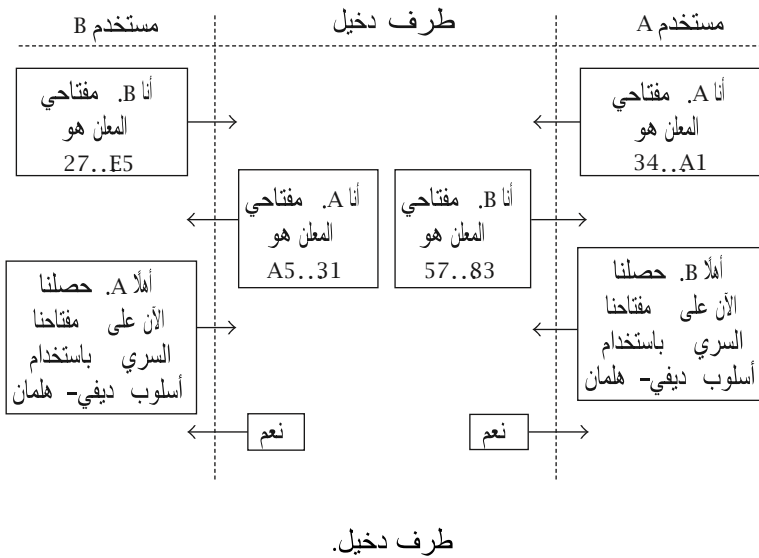 مستخدم A
طرف دخيل
مستخدم B
أنا A. مفتاحي
المعلن هو
34..A1
أنا B. مفتاحي
المعلن هو
27..E5
أنا B. مفتاحي
المعلن هو
57..83
أنا A. مفتاحي
المعلن هو
A5..31
أهلًا B. حصلنا
الآن على مفتاحنا
السري باستخدام
أسلوب ديفي- هلمان
أهلًا A. حصلنا
الآن على مفتاحنا
السري باستخدام
أسلوب ديفي- هلمان
نعم
نعم
طرف دخيل.